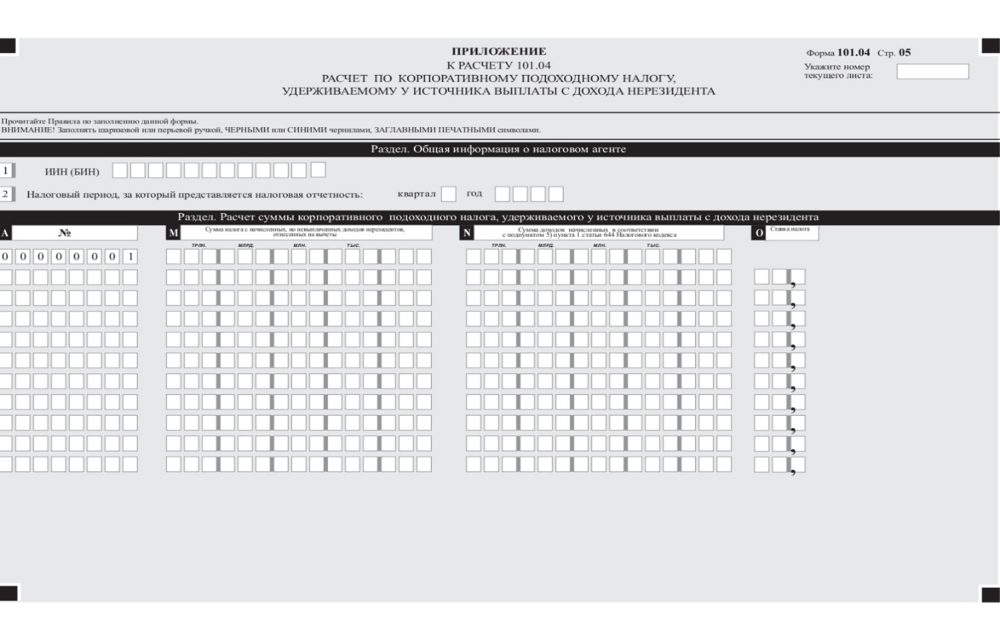 ПРИЛОЖЕНИЕ
К РАСЧЕТУ 101.04
РАСЧЕТ ПО КОРПОРАТИВНОМУ ПОДОХОДНОМУ НАЛОГУ,
УДЕРЖИВАЕМОМУ У ИСТОЧНИКА ВЫПЛАТЫ С ДОХОДА НЕРЕЗИДЕНТА
Форма 101.04 Стр. 05
Укажите номер
текущего листа:
Прочитайте Правила по заполнению данной формы.
ВНИМАНИЕ! Заполнять шариковой или перьевой ручкой, ЧЕРНЫМИ или СИНИМИ чернилами, ЗАГЛАВНЫМИ ПЕЧАТНЫМИ символами.
Раздел. Общая информация о налоговом агенте
1 ИИН (БИН)
2 Налоговый период, за который представляется налоговая отчетность: квартал год
Раздел. Расчет суммы корпоративного подоходного налога, удерживаемого у источника выплаты с дохода нерезидента
A №
M Сумма налога с начисленных, но невыплаченных доходов нерезидентов,
отнесенных на вычеты
N Сумма доходов начисленных в соответствии
с подпунктом 5) пункта 1 статьи 644 Налогового кодекса
O Ставка налога
ТРЛН. МЛРД. МЛН. ТЫС. ТРЛН. МЛРД. МЛН. ТЫС.
0 0 0 0 0 0 0 1
,
,
,
,
,
,
,
,
,
,